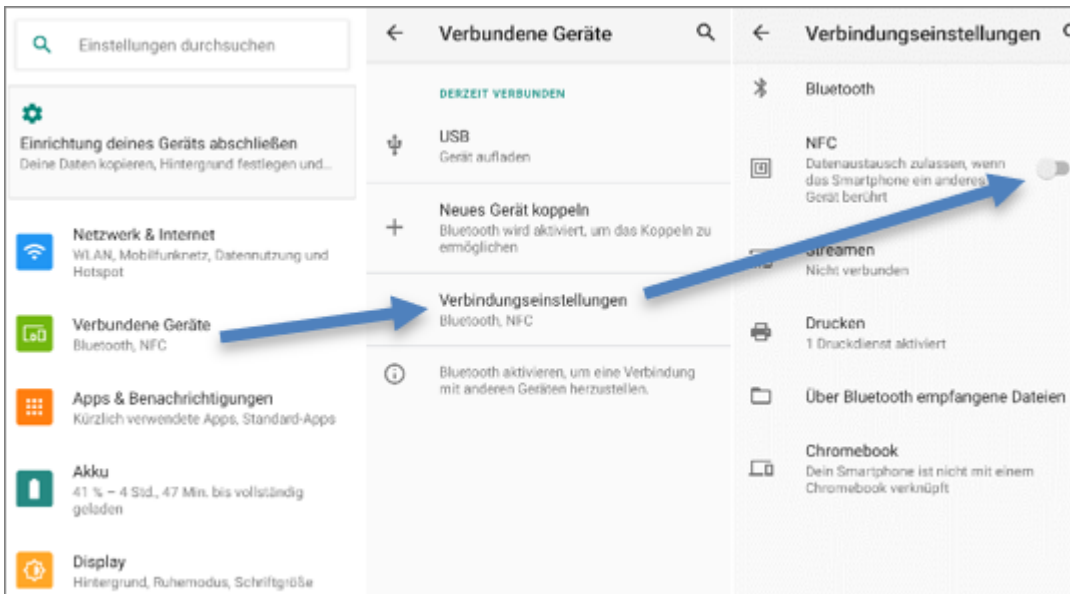 Einstellungen durchsuchen
Einrichtung deines Geräts abschließen
Deine Daten kopieren, Hintergrund festlegen und...
Netzwerk & Internet
WLAN, Mobilfunknetz, Datennutzung und
Hotspot
Verbundene Geräte
Bluetooth, NFC
Apps & Benachrichtigungen
Kürzlich verwendete Apps, Standard-Apps
Akku
41 % – 4 Std., 47 Min. bis vollständig
geladen
Display
Hintergrund, Ruhemodus, Schriftgröße
Verbundene Geräte
DERZEIT VERBUNDEN
USB
Gerät aufladen
Neues Gerät koppeln
Bluetooth wird aktiviert, um das Koppeln zu
ermöglichen
Verbindungseinstellungen
Bluetooth, NFC
Bluetooth aktivieren, um eine Verbindung
mit anderen Geräten herzustellen.
Verbindungseinstellungen
Bluetooth
NFC
Datenaustausch zulassen, wenn
das Smartphone ein anderes
Gerät berührt
Streamen
Nicht verbunden
Drucken
1 Druckdienst aktiviert
Über Bluetooth empfangene Dateien
Chromebook
Dein Smartphone ist nicht mit einem
Chromebook verknüpft